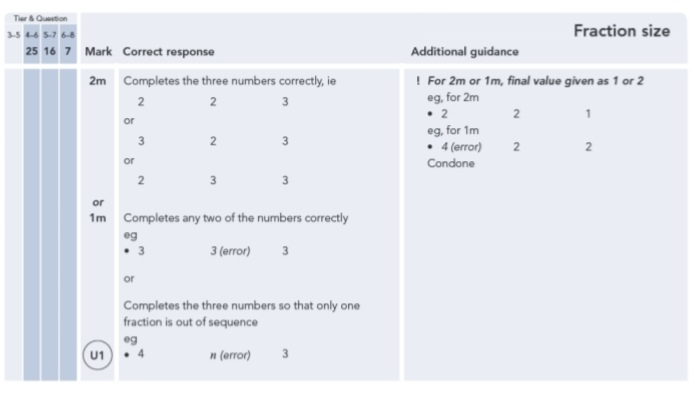 Tier & Question
3–5 4–6 5–7 6–8
25 16 7
Fraction size
Mark Correct response Additional guidance
2m Completes the three numbers correctly, ie
2 2 3
or
3 2 3
or
2 3 3
or
1m Completes any two of the numbers correctly
eg
• 3 3 (error) 3
or
Completes the three numbers so that only one
fraction is out of sequence
eg
U1 • 4 n (error) 3
! For 2m or 1m, final value given as 1 or 2
eg, for 2m
• 2 2 1
eg, for 1m
• 4 (error) 2 2
Condone